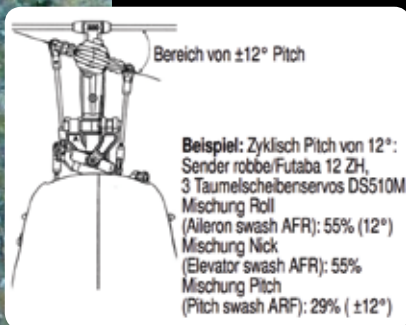 Bereich von ±12° Pitch
Beispiel: Zyklisch Pitch von 12°:
Sender robbe/Futaba 12 ZH,
3 Taumelscheibenservos DS510M
Mischung Roll
(Aileron swash AFR): 55% (12°)
Mischung Nick
(Elevator swash AFR): 55%
Mischung Pitch
(Pitch swash ARF): 29% ( ±12°)